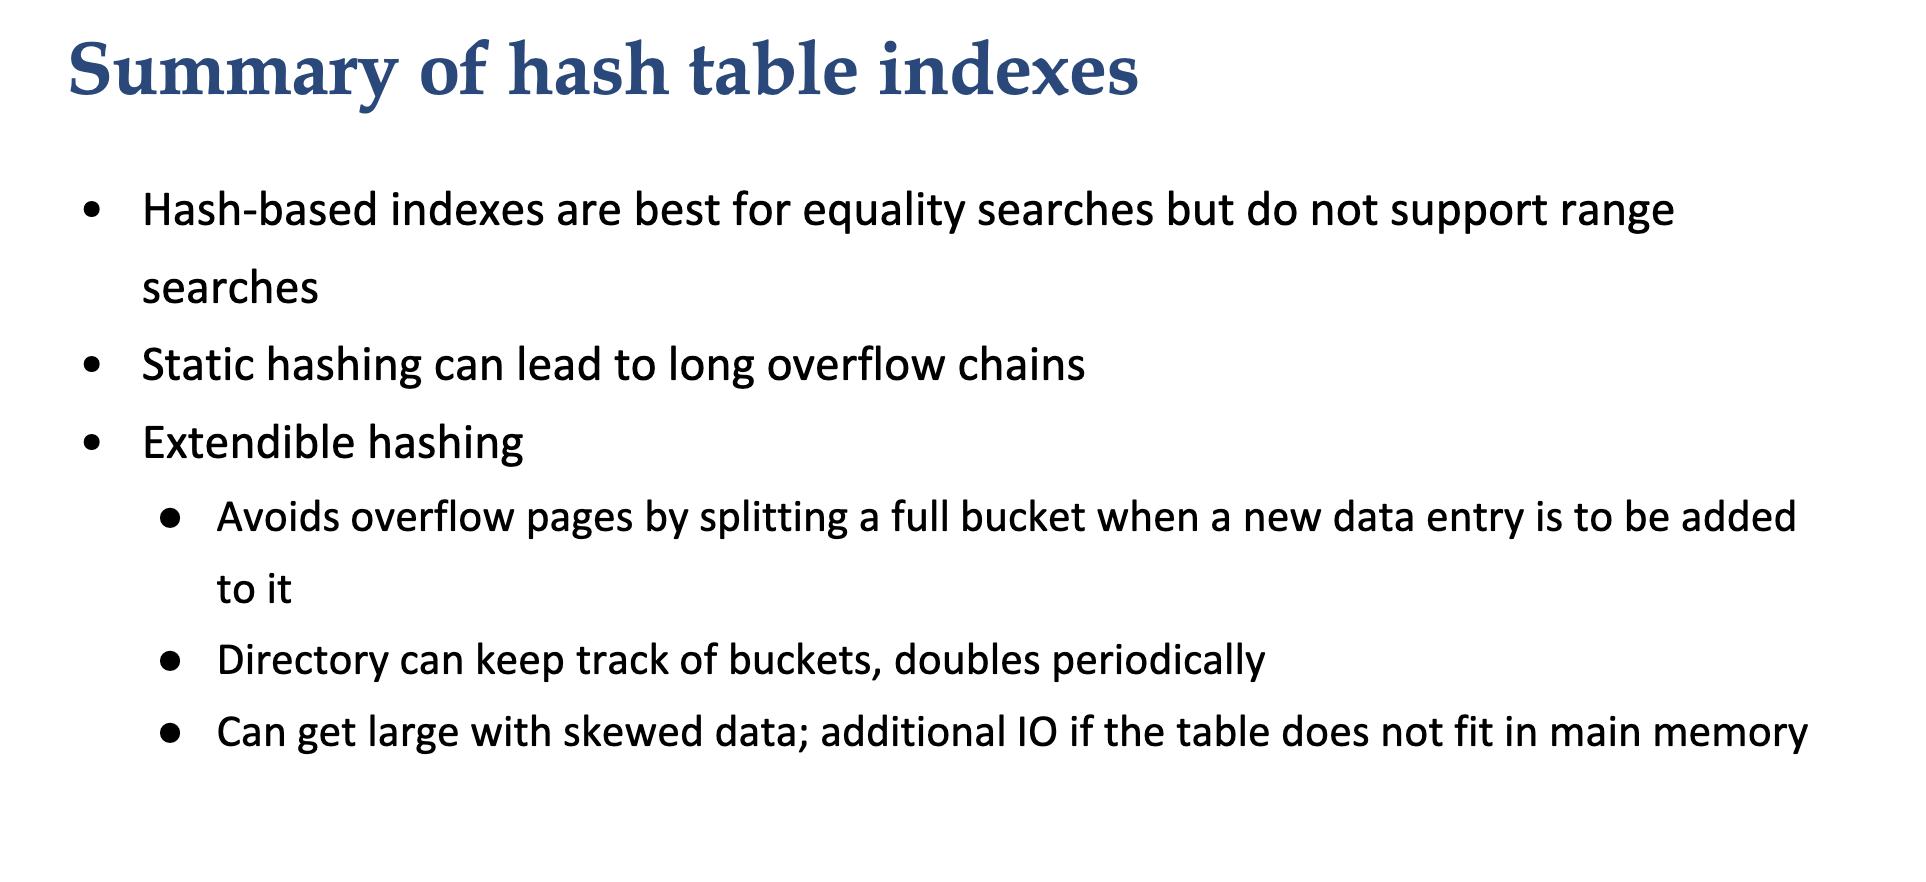 Summary of hash table indexes
• Hash-based indexes are best for equality searches but do not support range
searches
• Static hashing can lead to long overflow chains
• Extendible hashing
● Avoids overflow pages by splitting a full bucket when a new data entry is to be added
to it
● Directory can keep track of buckets, doubles periodically
● Can get large with skewed data; additional IO if the table does not fit in main memory